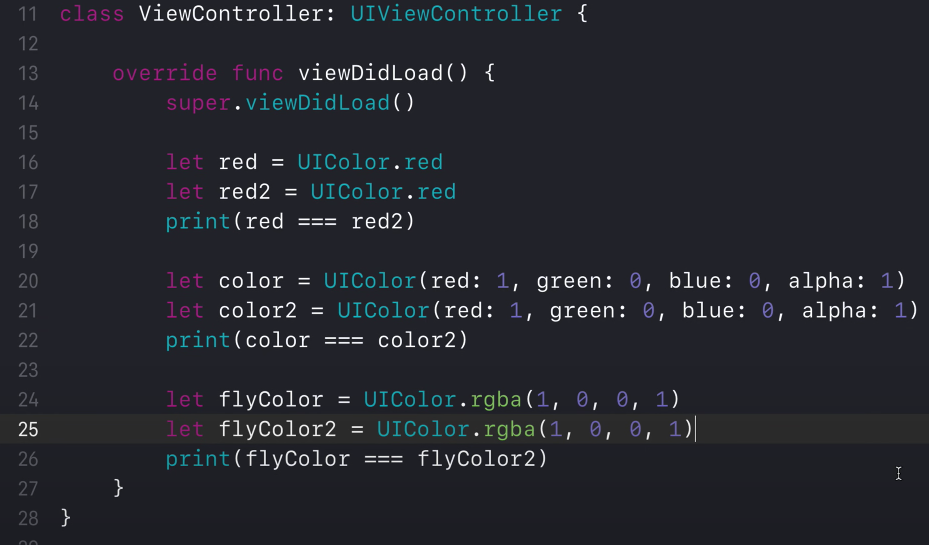 11 class ViewController: UIViewController {
12
13 override func viewDidLoad() {
14 super.viewDidLoad()
15
16 let red = UIColor.red
17 let red2 = UIColor.red
18 print(red === red2)
19
20 let color = UIColor(red: 1, green: 0, blue: 0, alpha: 1)
21 let color2 = UIColor(red: 1, green: 0, blue: 0, alpha: 1)
22 print(color === color2)
23
24 let flyColor = UIColor.rgba(1, 0, 0, 1)
25 let flyColor2 = UIColor.rgba(1, 0, 0, 1)
26 print(flyColor === flyColor2)
27 }
28 }